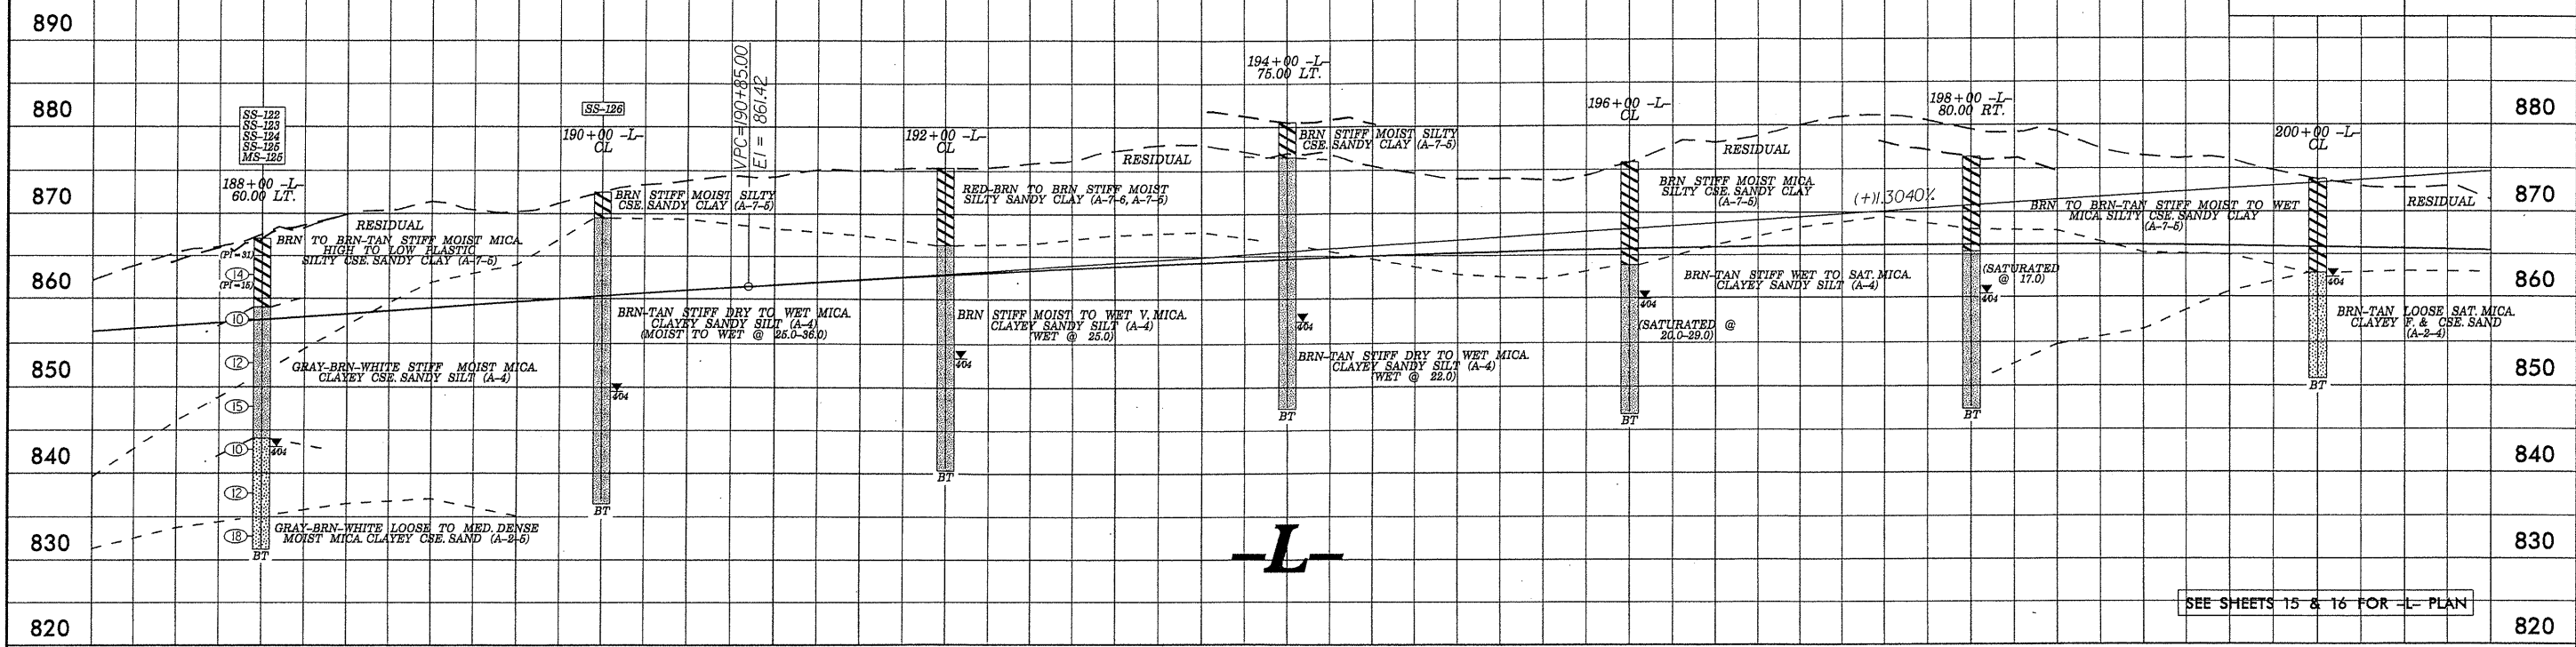 890
880
870
860
850
840
830
820
SS-122
SS-123
SS-124
SS-125
MS-125
188+00 -L-
60.00 LT.
RESIDUAL
BRN TO BRN-TAN STIFF MOIST MICA.
HIGH TO LOW PLASTIC
SILTY CSE. SANDY CLAY (A-7-5)
(PI=31)
14
(PI=15)
10
12
GRAY-BRN-WHITE STIFF MOIST MICA.
CLAYEY CSE. SANDY SILT (A-4)
15
10
404
12
GRAY-BRN-WHITE LOOSE TO MED. DENSE
MOIST MICA. CLAYEY CSE. SAND (A-2-5)
18
BT
SS-126
190+00 -L-
CL
BRN STIFF MOIST SILTY
CSE. SANDY CLAY (A-7-5)
BRN-TAN STIFF DRY TO WET MICA.
CLAYEY SANDY SILT (A-4)
(MOIST TO WET @ 25.0-36.0)
404
BT
VPC=190+85.00
El = 861.42
192+00 -L-
CL
RED-BRN TO BRN STIFF MOIST
SILTY SANDY CLAY (A-7-6, A-7-5)
BRN STIFF MOIST TO WET V. MICA.
CLAYEY SANDY SILT (A-4)
(WET @ 25.0)
404
BT
RESIDUAL
194+00 -L-
75.00 LT.
BRN STIFF MOIST SILTY
CSE. SANDY CLAY (A-7-5)
404
BRN-TAN STIFF DRY TO WET MICA.
CLAYEY SANDY SILT (A-4)
(WET @ 22.0)
BT
-L-
196+00 -L-
CL
RESIDUAL
BRN STIFF MOIST MICA.
SILTY CSE. SANDY CLAY
(A-7-5)
BRN-TAN STIFF WET TO SAT. MICA.
CLAYEY SANDY SILT (A-4)
404
(SATURATED @
20.0-29.0)
BT
(+)1.3040%
198+00 -L-
80.00 RT.
BRN TO BRN-TAN STIFF MOIST TO WET
MICA. SILTY CSE. SANDY CLAY
(A-7-5)
(SATURATED
@ 17.0)
404
BT
200+00 -L-
CL
RESIDUAL
404
BRN-TAN LOOSE SAT. MICA.
CLAYEY F. & CSE. SAND
(A-2-4)
BT
880
870
860
850
840
830
820
SEE SHEETS 15 & 16 FOR -L- PLAN